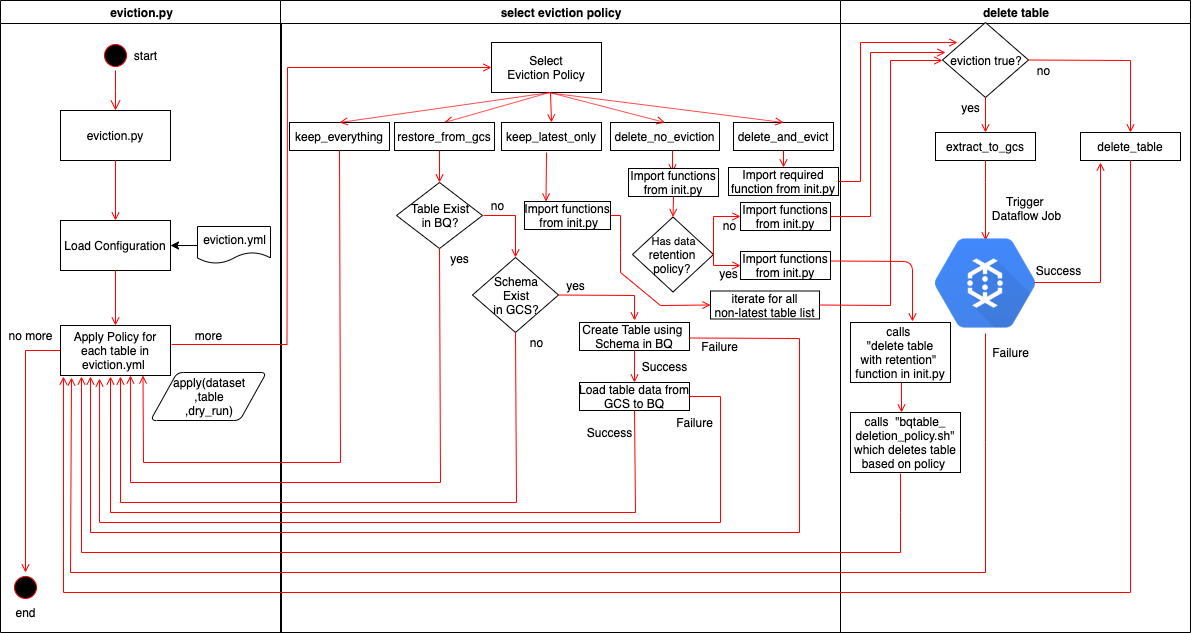 eviction.py
select eviction policy
delete table
start
eviction.py
Load Configuration
eviction.yml
no more
Apply Policy for
each table in
eviction.yml
more
apply(dataset
,table
,dry_run)
end
Select
Eviction Policy
keep_everything
restore_from_gcs
keep_latest_only
delete_no_eviction
delete_and_evict
Table Exist
in BQ?
no
yes
Schema
Exist
in GCS?
yes
no
Create Table using
Schema in BQ
Failure
Success
Load table data from
GCS to BQ
Failure
Success
Import functions
from init.py
Import functions
from init.py
Import required
function from init.py
Has data
retention
policy?
no
yes
Import functions
from init.py
Import functions
from init.py
iterate for all
non-latest table list
eviction true?
no
yes
extract_to_gcs
delete_table
Trigger
Dataflow Job
Success
Failure
calls
"delete table
with retention"
function in init.py
calls "bqtable_
deletion_policy.sh"
which deletes table
based on policy